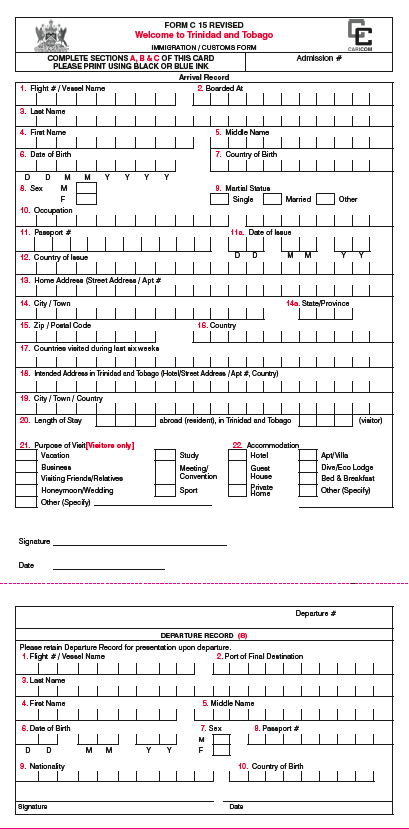 FORM C 15 REVISED
Welcome to Trinidad and Tobago
IMMIGRATION / CUSTOMS FORM
CARICOM
COMPLETE SECTIONS A, B & C OF THIS CARD
PLEASE PRINT USING BLACK OR BLUE INK
Admission #
Arrival Record
1. Flight # / Vessel Name 2. Boarded At
3. Last Name
4. First Name 5. Middle Name
6. Date of Birth 7. Country of Birth
D D M M Y Y Y Y
8. Sex M 9. Martial Status
F Single Married Other
10. Occupation
11. Passport # 11a. Date of Issue
D D M M Y Y
12. Country of Issue
13. Home Address (Street Address / Apt #
14. City / Town 14a. State/Province
15. Zip / Postal Code 16. Country
17. Countries visited during last six weeks
18. Intended Address in Trinidad and Tobago (Hotel/Street Address / Apt #, Country)
19. City / Town / Country
20. Length of Stay abroad (resident), in Trinidad and Tobago (visitor)
21. Purpose of Visit[Visitors only] 22. Accommodation
Vacation Study Hotel Apt/Villa
Business Meeting/ Convention Guest House Dive/Eco Lodge
Visiting Friends/Relatives Bed & Breakfast
Honeymoon/Wedding Sport Private Home Other (Specify)
Other (Specify)
Signature
Date
Departure #
DEPARTURE RECORD (B)
Please retain Departure Record for presentation upon departure.
1. Flight # / Vessel Name 2. Port of Final Destination
3. Last Name
4. First Name 5. Middle Name
6. Date of Birth 7. Sex 8. Passport #
M
D D M M Y Y F
9. Nationality 10. Country of Birth
Signature Date